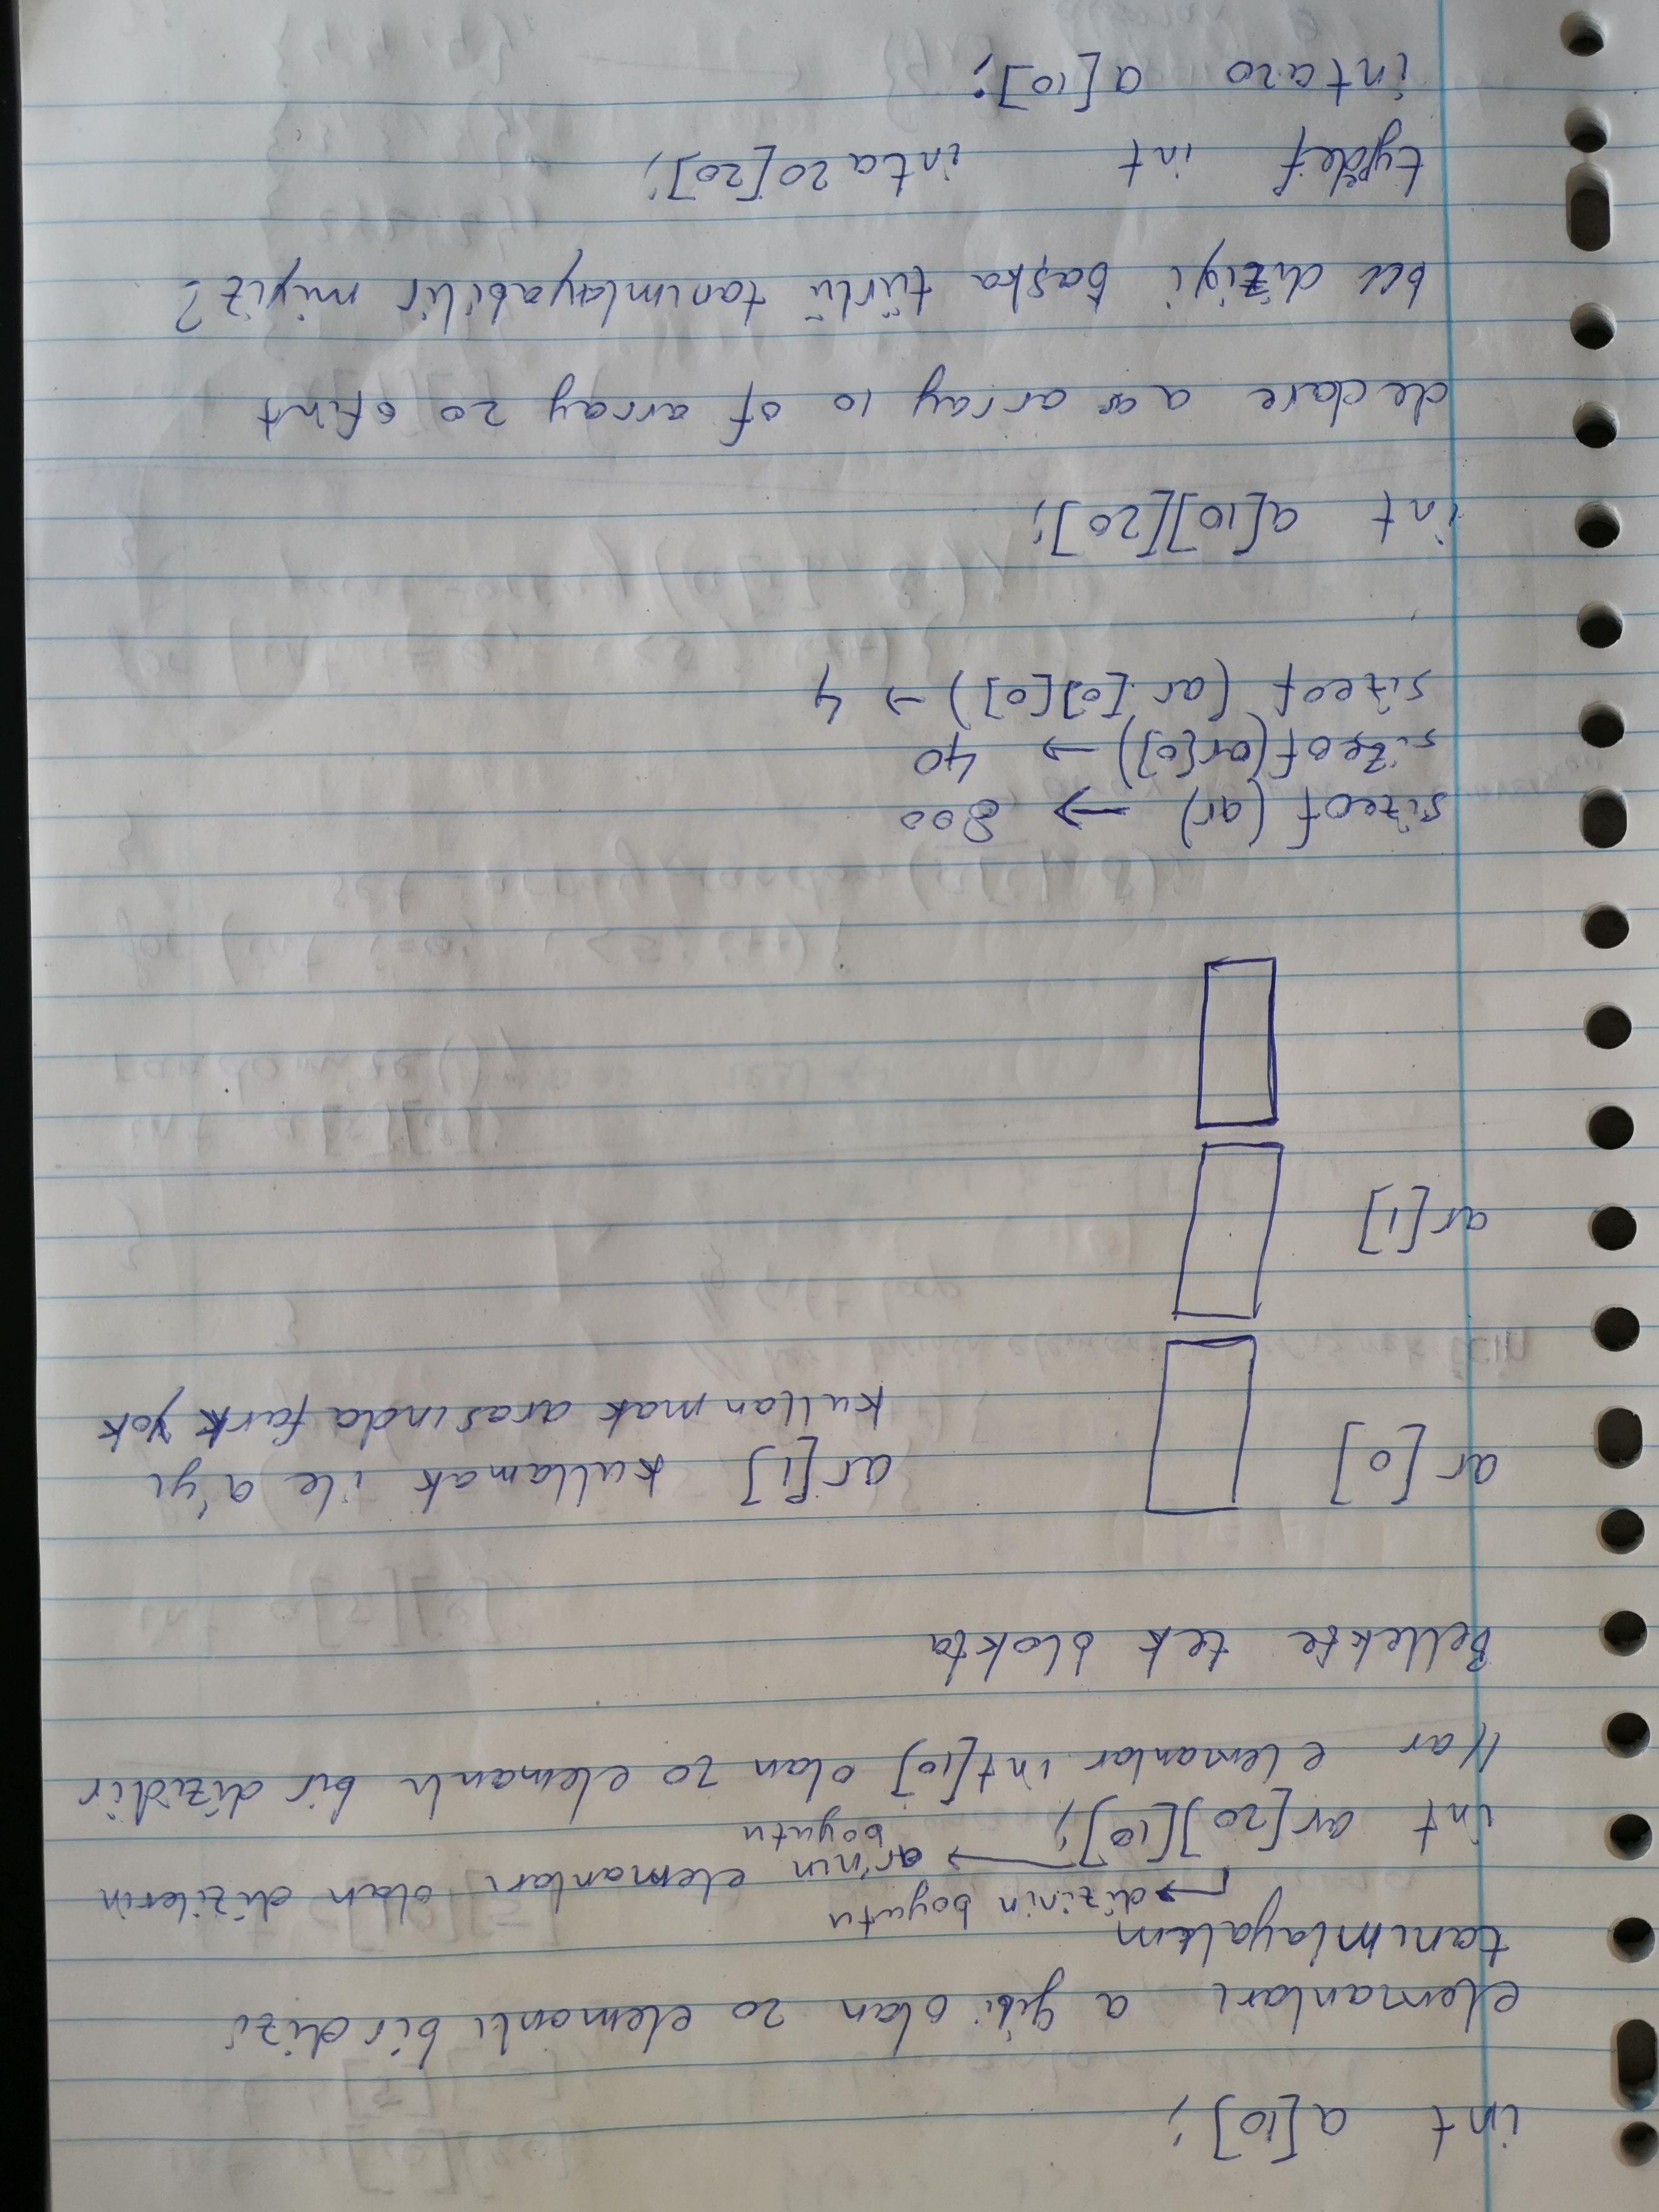 int a[10];
elemanları a gibi olan 20 elemanlı bir dizi
tanımlayalım
→ dizinin boyutu
int ar[20][10]; → ar'nın elemanları olan dizilerin
boyutu
// ar elemanlar int[10] olan 20 elemanlı bir dizidir
Bellekte tek blokta
ar[0]
ar[1] kullamak ile a'yı
kullanmak arasında fark yok
ar[1]
sizeof (ar) → 800
sizeof(ar[0]) → 40
sizeof (ar [0][0]) → 4
int a[10][20];
declare a as array 10 of array 20 of int
bu diziyi başka türlü tanımlayabilir miyiz?
typedef int inta20[20];
inta20 a[10];